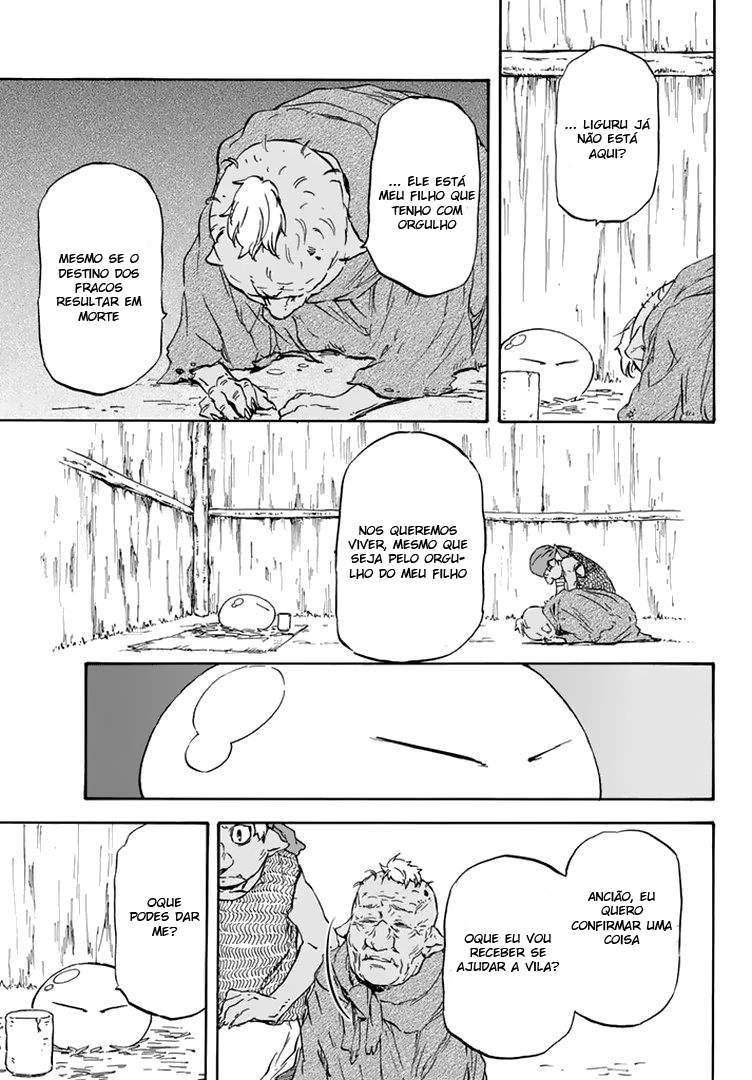 ... LIGURU JÁ
NÃO ESTÁ
AQUI?
... ELE ESTÁ
MEU FILHO QUE
TENHO COM
ORGULHO
MESMO SE O
DESTINO DOS
FRACOS
RESULTAR EM
MORTE
NOS QUEREMOS
VIVER, MESMO QUE
SEJA PELO ORGU-
LHO DO MEU FILHO
ANCIÃO, EU
QUERO
CONFIRMAR UMA
COISA
OQUE EU VOU
RECEBER SE
AJUDAR A VILA?
OQUE
PODES DAR
ME?